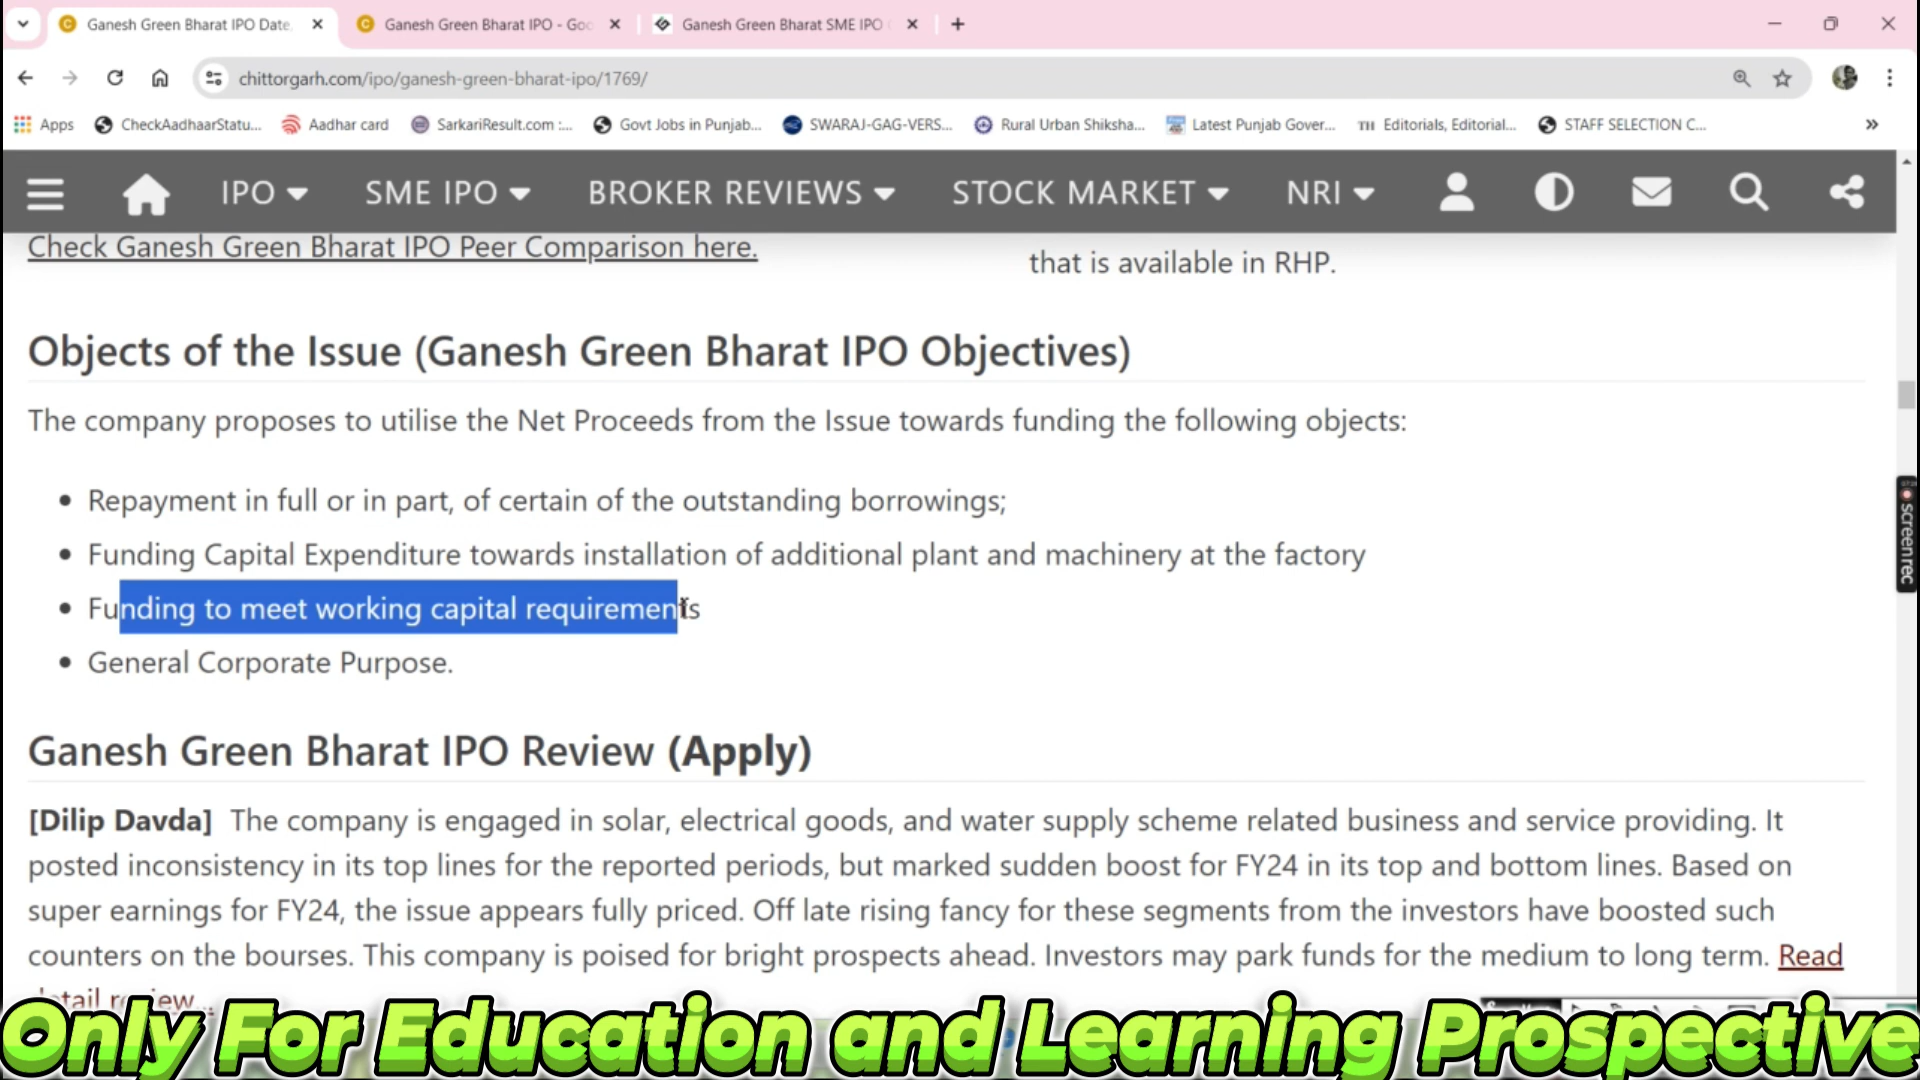 Ganesh Green Bharat IPO Date,
Ganesh Green Bharat IPO - Goo
Ganesh Green Bharat SME IPO
chittorgarh.com/ipo/ganesh-green-bharat-ipo/1769/
Apps
CheckAadhaarStatu...
Aadhar card
SarkariResult.com :...
Govt Jobs in Punjab...
SWARAJ-GAG-VERS...
Rural Urban Shiksha...
Latest Punjab Gover...
TH Editorials, Editorial...
STAFF SELECTION C...
IPO
SME IPO
BROKER REVIEWS
STOCK MARKET
NRI
Check Ganesh Green Bharat IPO Peer Comparison here.
that is available in RHP.
Objects of the Issue (Ganesh Green Bharat IPO Objectives)
The company proposes to utilise the Net Proceeds from the Issue towards funding the following objects:
• Repayment in full or in part, of certain of the outstanding borrowings;
• Funding Capital Expenditure towards installation of additional plant and machinery at the factory
• Funding to meet working capital requirements
• General Corporate Purpose.
screenrec
Ganesh Green Bharat IPO Review (Apply)
[Dilip Davda] The company is engaged in solar, electrical goods, and water supply scheme related business and service providing. It
posted inconsistency in its top lines for the reported periods, but marked sudden boost for FY24 in its top and bottom lines. Based on
super earnings for FY24, the issue appears fully priced. Off late rising fancy for these segments from the investors have boosted such
counters on the bourses. This company is poised for bright prospects ahead. Investors may park funds for the medium to long term. Read
detail review...
Only For Education and Learning Prospective